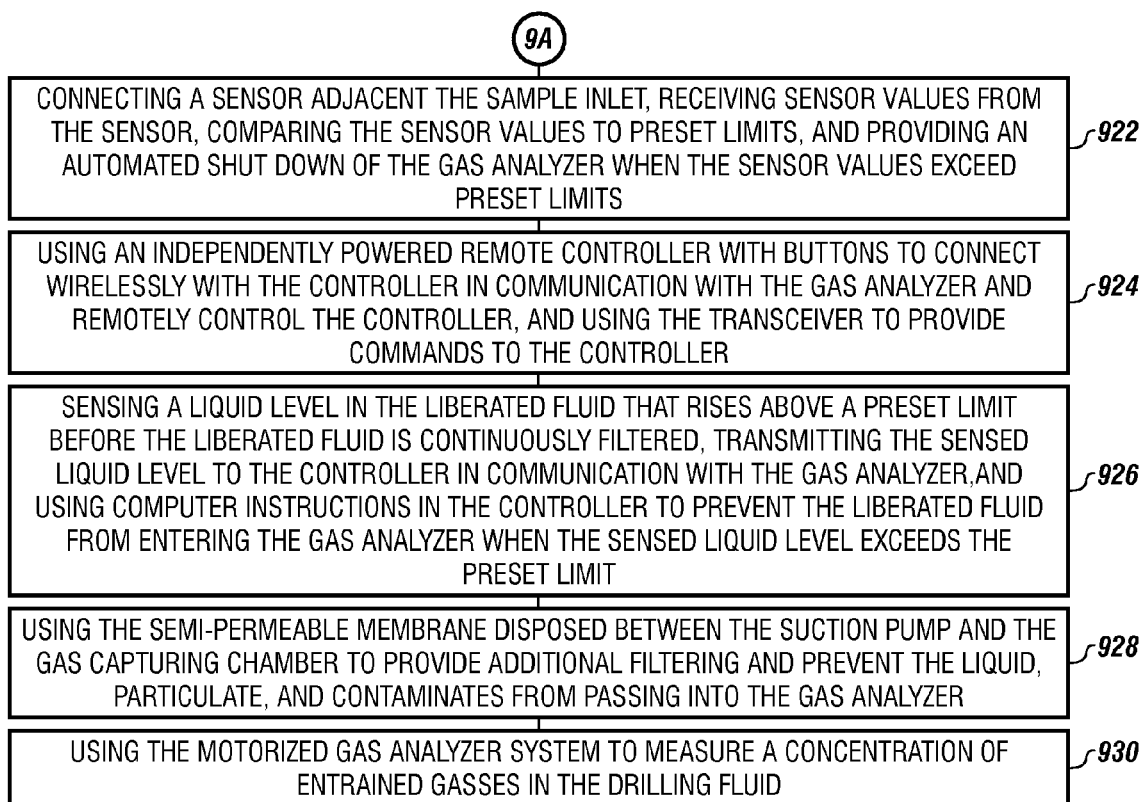 9A
CONNECTING A SENSOR ADJACENT THE SAMPLE INLET, RECEIVING SENSOR VALUES FROM
THE SENSOR, COMPARING THE SENSOR VALUES TO PRESET LIMITS, AND PROVIDING AN
AUTOMATED SHUT DOWN OF THE GAS ANALYZER WHEN THE SENSOR VALUES EXCEED
PRESET LIMITS
922
USING AN INDEPENDENTLY POWERED REMOTE CONTROLLER WITH BUTTONS TO CONNECT
WIRELESSLY WITH THE CONTROLLER IN COMMUNICATION WITH THE GAS ANALYZER AND
REMOTELY CONTROL THE CONTROLLER, AND USING THE TRANSCEIVER TO PROVIDE
COMMANDS TO THE CONTROLLER
924
SENSING A LIQUID LEVEL IN THE LIBERATED FLUID THAT RISES ABOVE A PRESET LIMIT
BEFORE THE LIBERATED FLUID IS CONTINUOUSLY FILTERED, TRANSMITTING THE SENSED
LIQUID LEVEL TO THE CONTROLLER IN COMMUNICATION WITH THE GAS ANALYZER,AND
USING COMPUTER INSTRUCTIONS IN THE CONTROLLER TO PREVENT THE LIBERATED FLUID
FROM ENTERING THE GAS ANALYZER WHEN THE SENSED LIQUID LEVEL EXCEEDS THE
PRESET LIMIT
926
USING THE SEMI-PERMEABLE MEMBRANE DISPOSED BETWEEN THE SUCTION PUMP AND THE
GAS CAPTURING CHAMBER TO PROVIDE ADDITIONAL FILTERING AND PREVENT THE LIQUID,
PARTICULATE, AND CONTAMINATES FROM PASSING INTO THE GAS ANALYZER
928
USING THE MOTORIZED GAS ANALYZER SYSTEM TO MEASURE A CONCENTRATION OF
ENTRAINED GASSES IN THE DRILLING FLUID
930